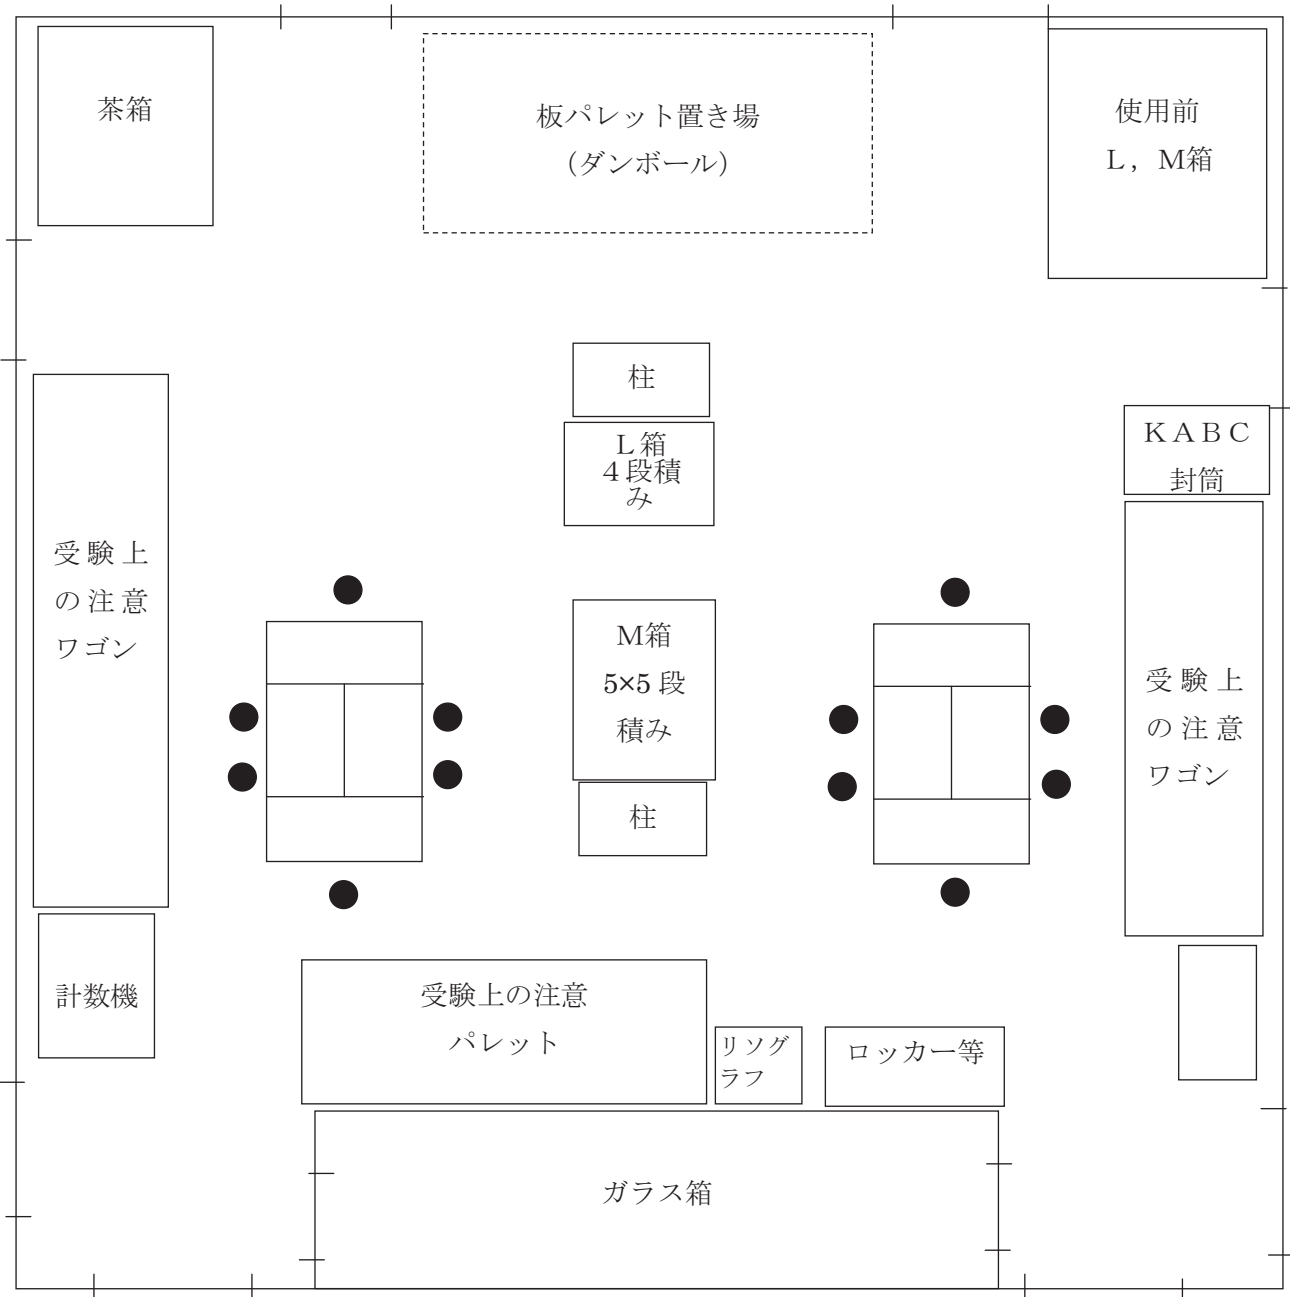 茶箱
板パレット置き場
（ダンボール）
使用前
L，M箱
柱
L箱
４段積
み
KABC
封筒
受験上
の注意
ワゴン
M箱
5×5 段
積み
受験上
の注意
ワゴン
柱
計数機
受験上の注意
パレット
リソグ
ラフ
ロッカー等
ガラス箱